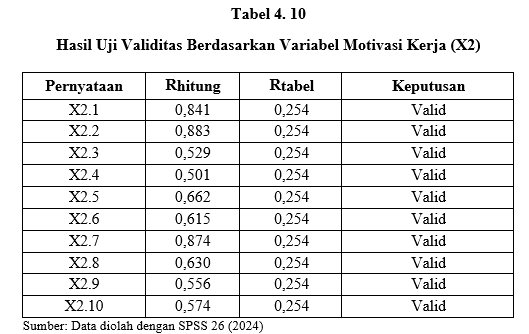 Tabel 4. 10
Hasil Uji Validitas Berdasarkan Variabel Motivasi Kerja (X2)
Pernyataan Rhitung Rtabel Keputusan
X2.1 0,841 0,254 Valid
X2.2 0,883 0,254 Valid
X2.3 0,529 0,254 Valid
X2.4 0,501 0,254 Valid
X2.5 0,662 0,254 Valid
X2.6 0,615 0,254 Valid
X2.7 0,874 0,254 Valid
X2.8 0,630 0,254 Valid
X2.9 0,556 0,254 Valid
X2.10 0,574 0,254 Valid
Sumber: Data diolah dengan SPSS 26 (2024)